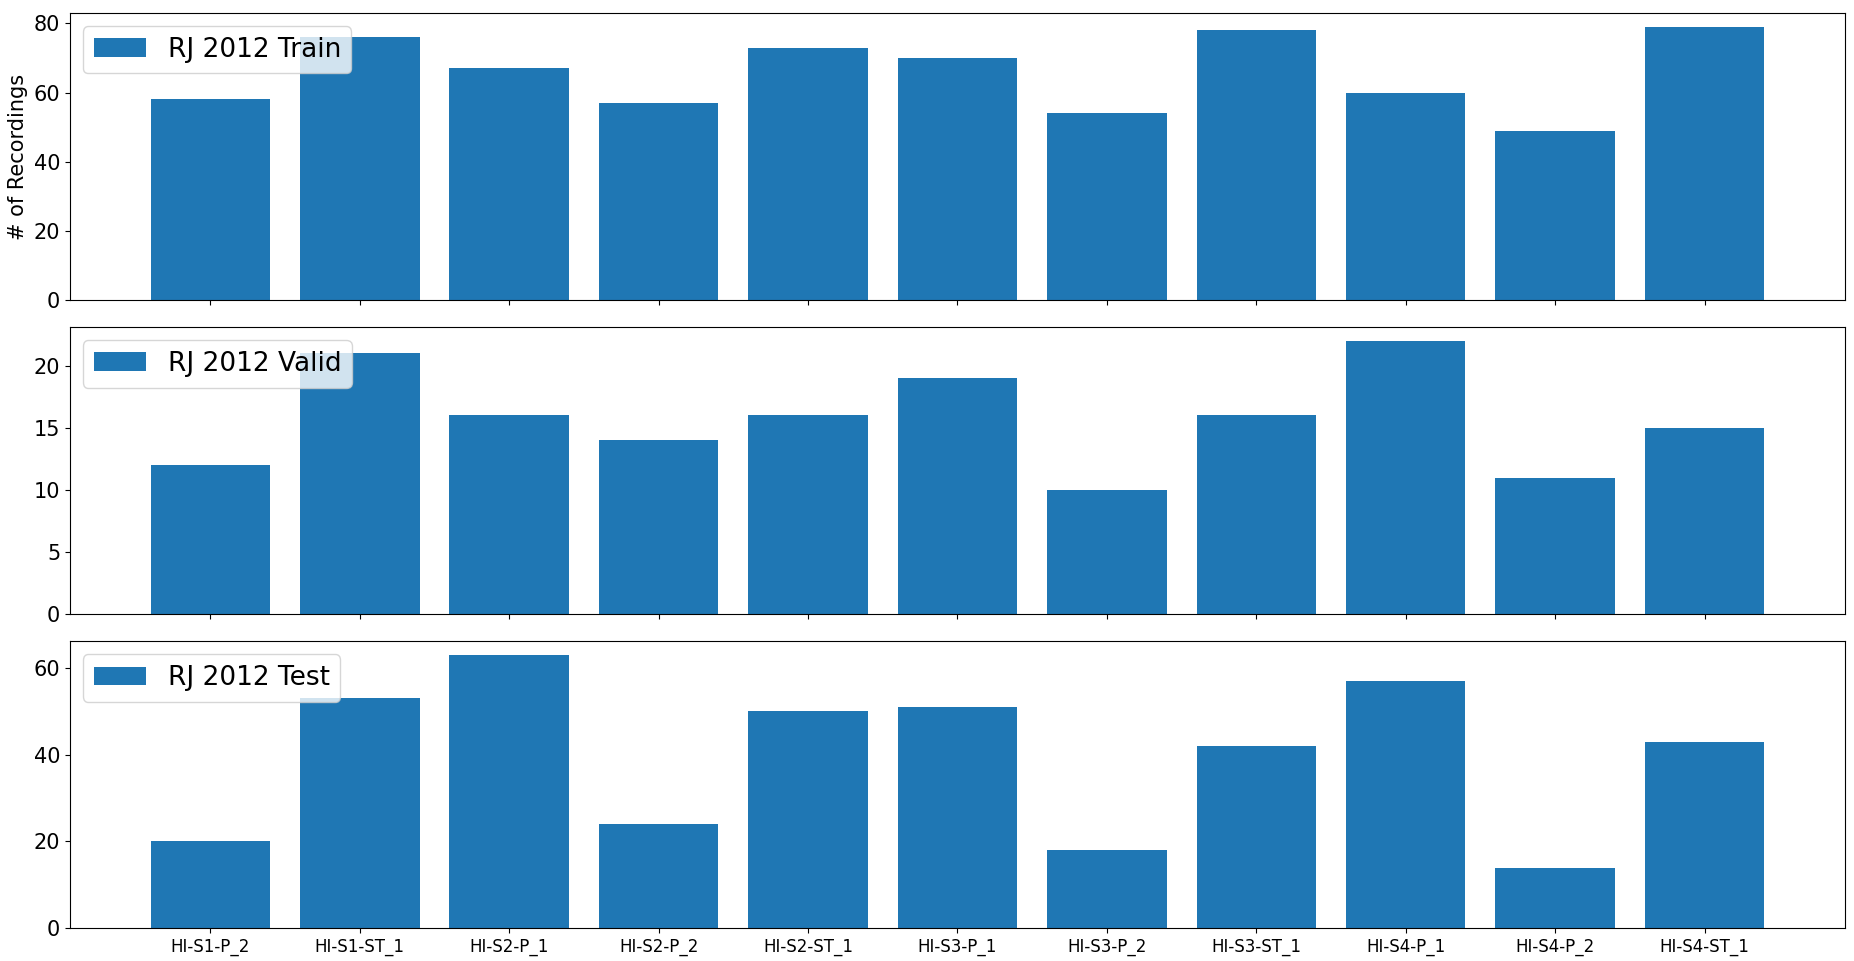 RJ 2012 Train
# of Recordings
80
60
40
20
0
RJ 2012 Valid
20
15
10
5
0
RJ 2012 Test
60
40
20
0
HI-S1-P_2 HI-S1-ST_1 HI-S2-P_1 HI-S2-P_2 HI-S2-ST_1 HI-S3-P_1 HI-S3-P_2 HI-S3-ST_1 HI-S4-P_1 HI-S4-P_2 HI-S4-ST_1